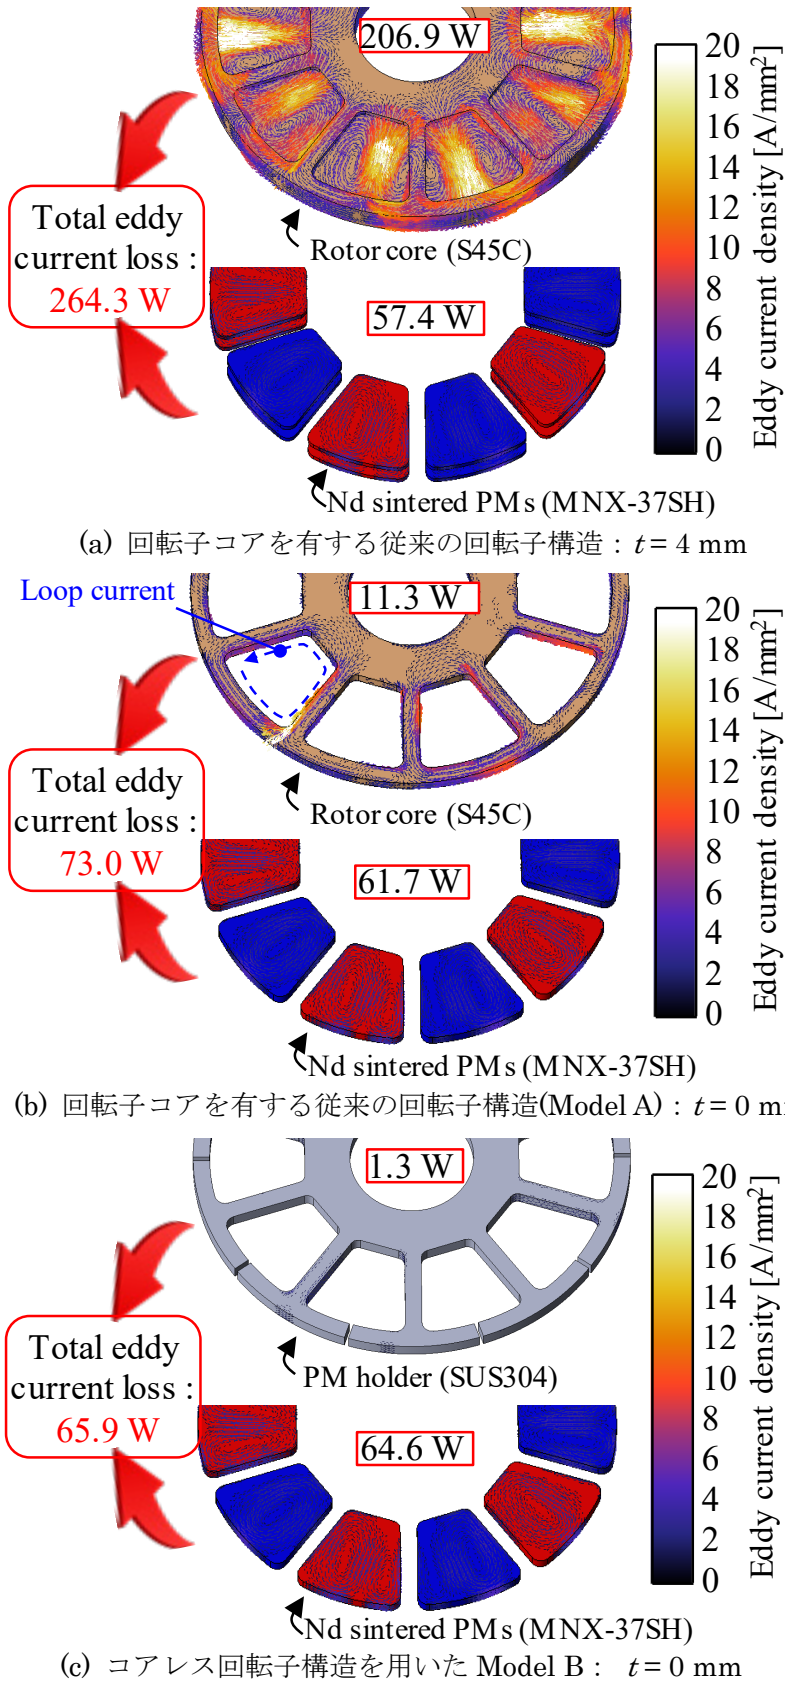 206.9 W
20
18
16
14
12
10
8
6
4
2
0
Eddy current density [A/mm²]
Total eddy
current loss :
264.3 W
Rotor core (S45C)
57.4 W
Nd sintered PMs (MNX-37SH)
(a) 回転子コアを有する従来の回転子構造 : t = 4 mm
Loop current
11.3 W
20
18
16
14
12
10
8
6
4
2
0
Eddy current density [A/mm²]
Total eddy
current loss :
73.0 W
Rotor core (S45C)
61.7 W
Nd sintered PMs (MNX-37SH)
(b) 回転子コアを有する従来の回転子構造(Model A) : t = 0 m
1.3 W
20
18
16
14
12
10
8
6
4
2
0
Eddy current density [A/mm²]
Total eddy
current loss :
65.9 W
PM holder (SUS304)
64.6 W
Nd sintered PMs (MNX-37SH)
(c) コアレス回転子構造を用いた Model B : t = 0 mm